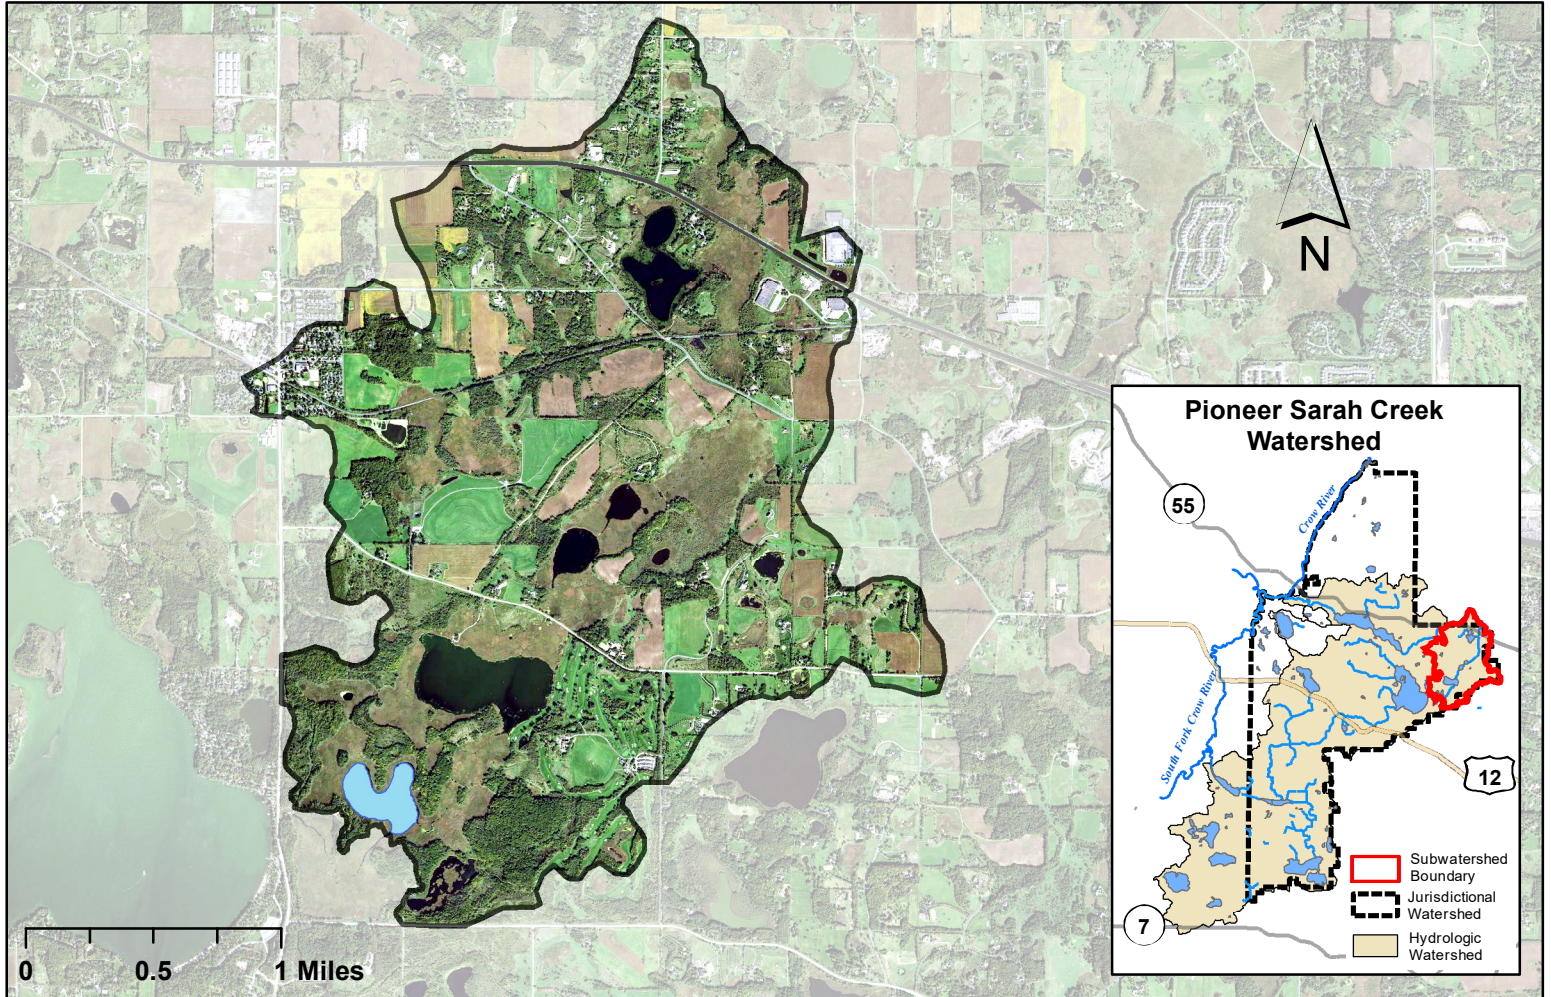 N
0 0.5 1 Miles
Pioneer Sarah Creek
Watershed
55
Crow River
South Fork Crow River
12
7
Subwatershed
Boundary
Jurisdictional
Watershed
Hydrologic
Watershed